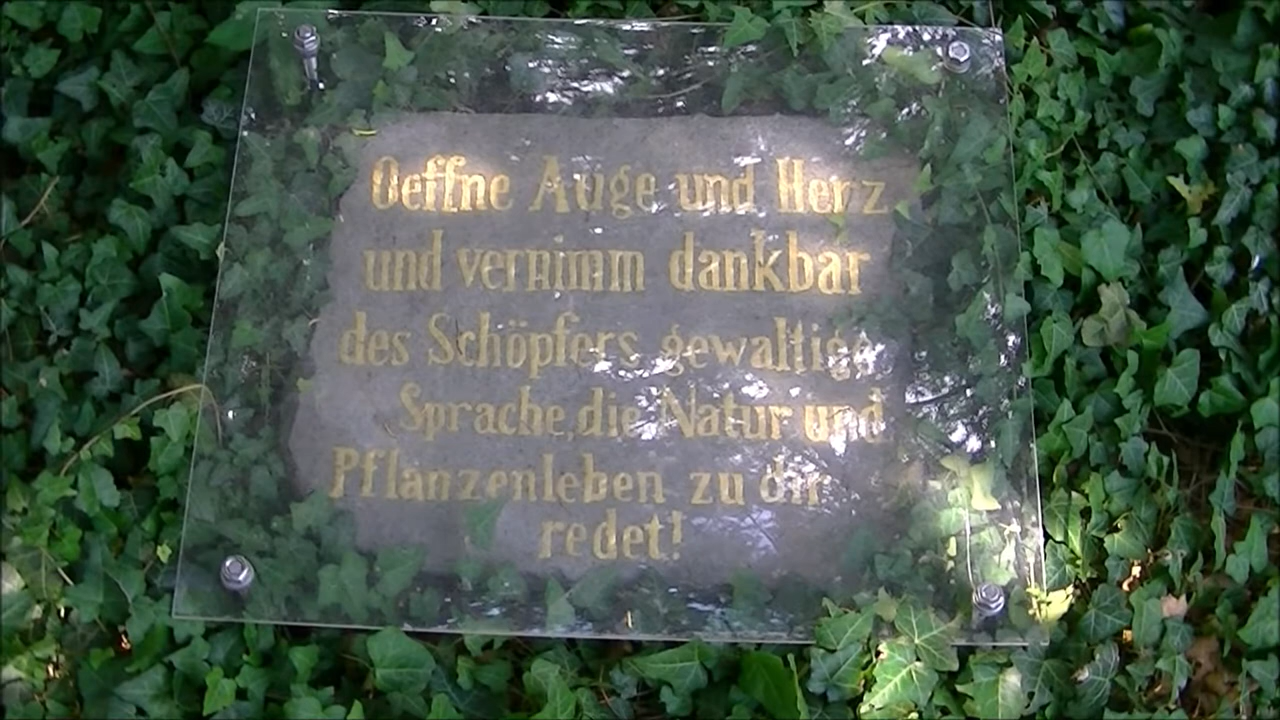 Oeffne Auge und Herz
und vernimm dankbar
des Schöpfers gewaltige
Sprache, die Natur und
Pflanzenleben zu dir
redet!